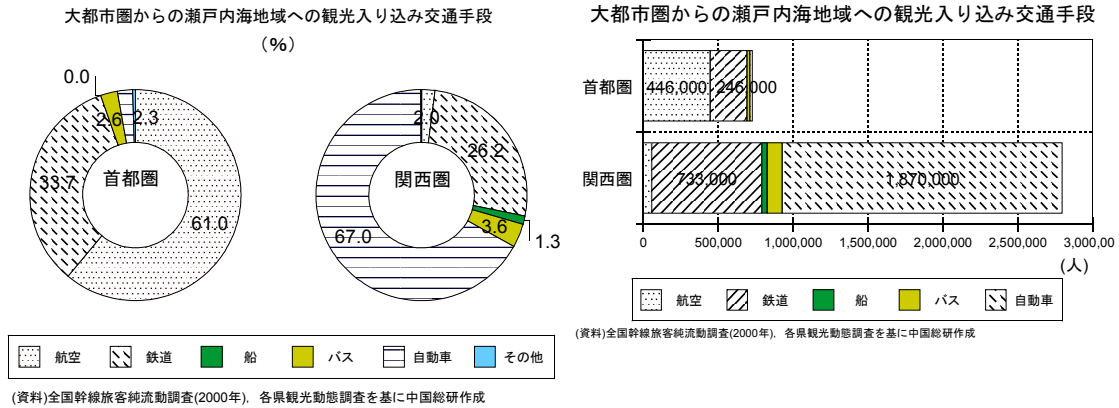 大都市圏からの瀬戸内海地域への観光入り込み交通手段
(%)
0.0
2.6
2.3
33.7
首都圏
61.0
2.0
26.2
関西圏
67.0
3.6
1.3
航空 鉄道 船 バス 自動車 その他
(資料)全国幹線旅客純流動調査(2000年), 各県観光動態調査を基に中国総研作成
大都市圏からの瀬戸内海地域への観光入り込み交通手段
首都圏
446,000
246,000
関西圏
733,000
1,870,000
0 500,000 1,000,000 1,500,000 2,000,000 2,500,000 3,000,00
(人)
航空 鉄道 船 バス 自動車
(資料)全国幹線旅客純流動調査(2000年), 各県観光動態調査を基に中国総研作成